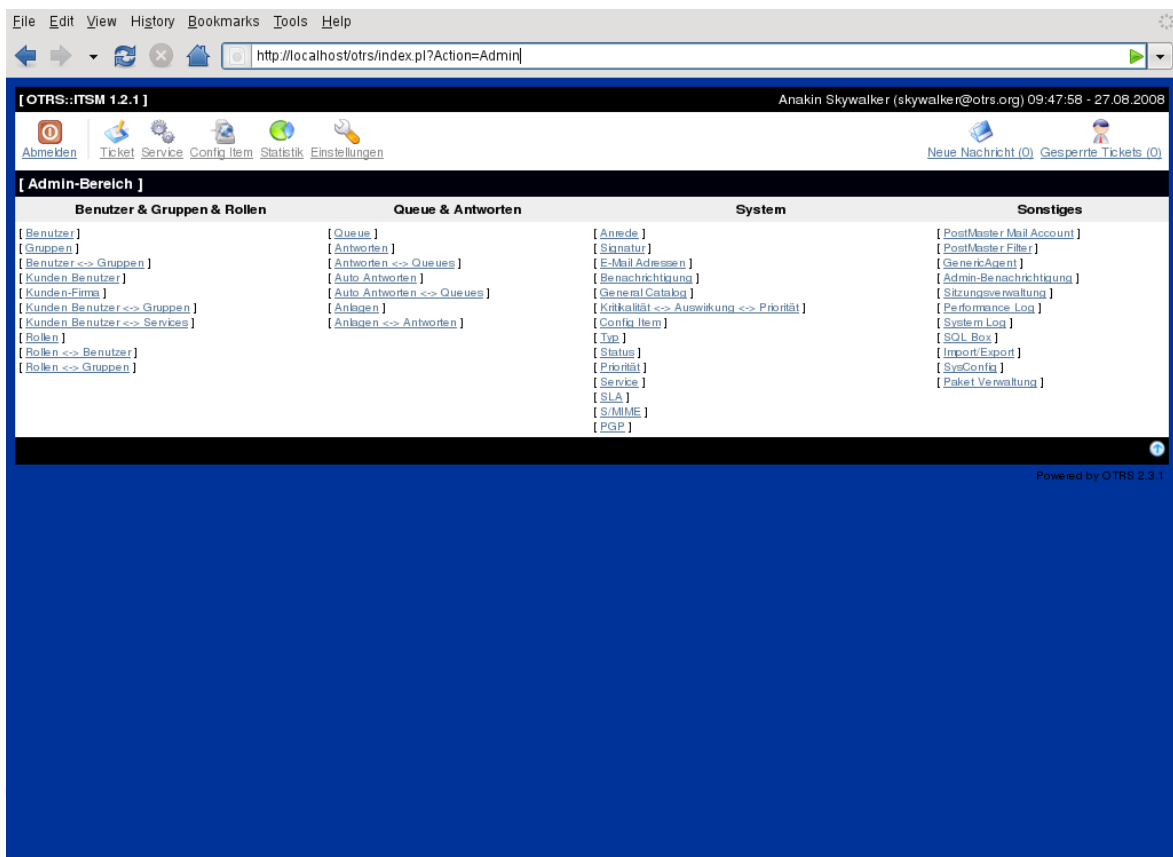 File Edit View History Bookmarks Tools Help
http://localhost/otrs/index.pl?Action=Admin
[ OTRS::ITSM 1.2.1 ] Anakin Skywalker (skywalker@otrs.org) 09:47:58 - 27.08.2008
Abmelden Ticket Service Config Item Statistik Einstellungen Neue Nachricht (0) Gesperrte Tickets (0)
[ Admin-Bereich ]
Benutzer & Gruppen & Rollen
[ Benutzer ]
[ Gruppen ]
[ Benutzer <-> Gruppen ]
[ Kunden Benutzer ]
[ Kunden-Firma ]
[ Kunden Benutzer <-> Gruppen ]
[ Kunden Benutzer <-> Services ]
[ Rollen ]
[ Rollen <-> Benutzer ]
[ Rollen <-> Gruppen ]
Queue & Antworten
[ Queue ]
[ Antworten ]
[ Antworten <-> Queues ]
[ Auto Antworten ]
[ Auto Antworten <-> Queues ]
[ Anlagen ]
[ Anlagen <-> Antworten ]
System
[ Anrede ]
[ Signatur ]
[ E-Mail Adressen ]
[ Benachrichtigung ]
[ General Catalog ]
[ Kritikalität <-> Auswirkung <-> Priorität ]
[ Config Item ]
[ Typ ]
[ Status ]
[ Priorität ]
[ Service ]
[ SLA ]
[ S/MIME ]
[ PGP ]
Sonstiges
[ PostMaster Mail Account ]
[ PostMaster Filter ]
[ GenericAgent ]
[ Admin-Benachrichtigung ]
[ Sitzungsverwaltung ]
[ Performance Log ]
[ System Log ]
[ SQL Box ]
[ Import/Export ]
[ SysConfig ]
[ Paket Verwaltung ]
Powered by OTRS 2.3.1